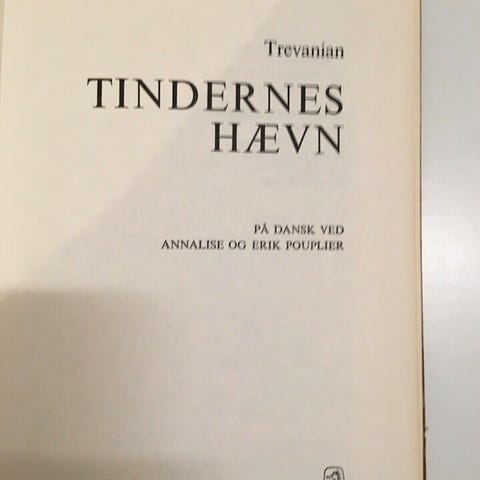 Trevanian
TINDERNES
HÆVN
PÅ DANSK VED
ANNALISE OG ERIK POUPLIER